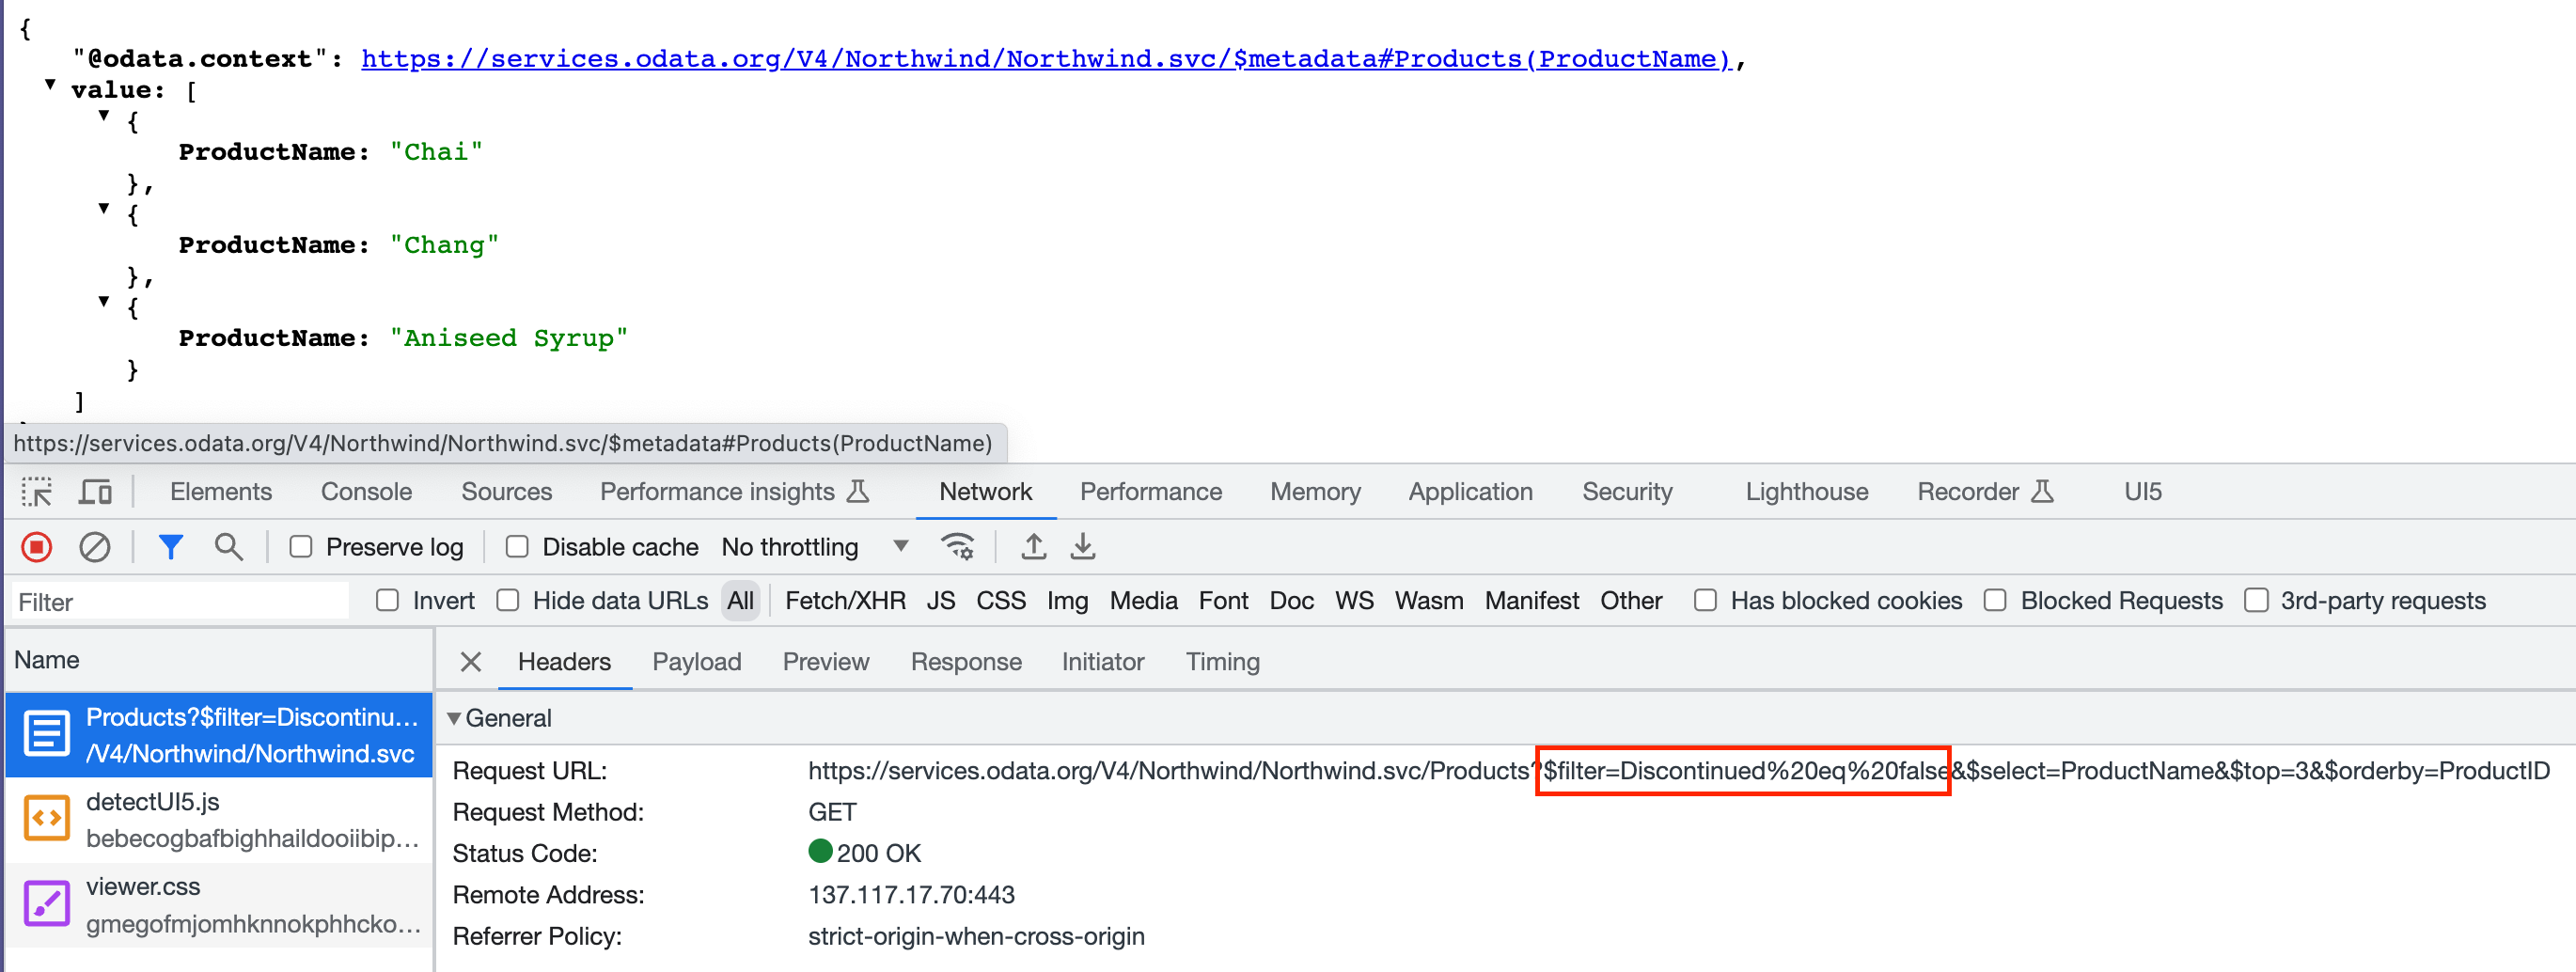 {
"@odata.context": https://services.odata.org/V4/Northwind/Northwind.svc/$metadata#Products(ProductName),
value: [
{
ProductName: "Chai"
},
{
ProductName: "Chang"
},
{
ProductName: "Aniseed Syrup"
}
]
https://services.odata.org/V4/Northwind/Northwind.svc/$metadata#Products(ProductName)
Elements Console Sources Performance insights Network Performance Memory Application Security Lighthouse Recorder UI5
Preserve log Disable cache No throttling
Filter Invert Hide data URLs All Fetch/XHR JS CSS Img Media Font Doc WS Wasm Manifest Other Has blocked cookies Blocked Requests 3rd-party requests
Name
Headers Payload Preview Response Initiator Timing
Products?$filter=Discontinu…
/V4/Northwind/Northwind.svc
detectUI5.js
bebecogbafbighhaildooiibip…
viewer.css
gmegofmjomhknnokphhcko…
General
Request URL: https://services.odata.org/V4/Northwind/Northwind.svc/Products?$filter=Discontinued%20eq%20false&$select=ProductName&$top=3&$orderby=ProductID
Request Method: GET
Status Code: 200 OK
Remote Address: 137.117.17.70:443
Referrer Policy: strict-origin-when-cross-origin